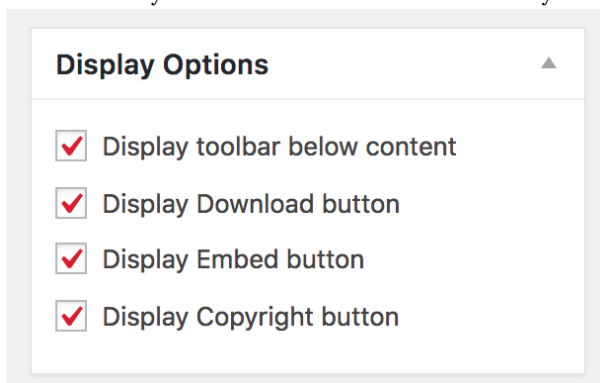 Display Options
Display toolbar below content
Display Download button
Display Embed button
Display Copyright button